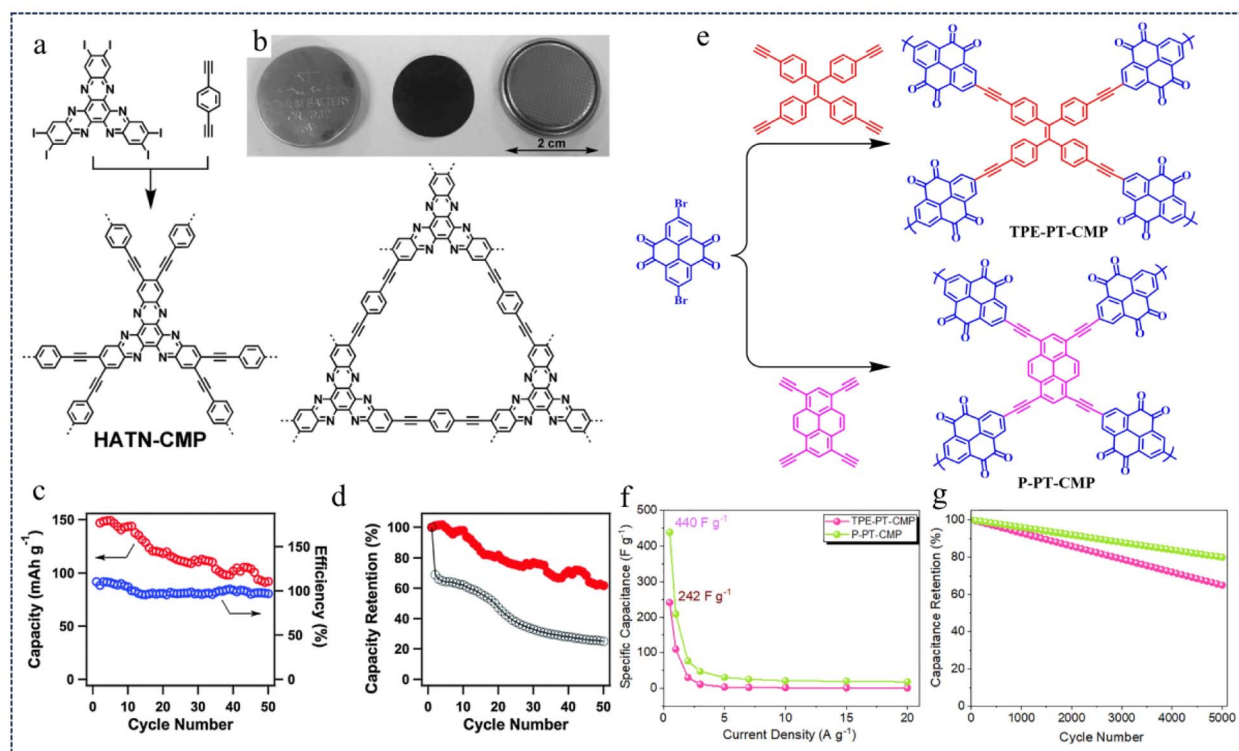 a
b
e
I I
I I
I I
N N
N N
N N
2 cm
Br
O O
O O
Br
TPE-PT-CMP
P-PT-CMP
HATN-CMP
c
Capacity (mAh g⁻¹)
150
100
50
0
150
100
50
0
Efficiency (%)
0 10 20 30 40 50
Cycle Number
d
Capacity Retention (%)
100
80
60
40
20
0
0 10 20 30 40 50
Cycle Number
f
Specific Capacitance (F g⁻¹)
500
400
300
200
100
0
440 F g⁻¹
242 F g⁻¹
TPE-PT-CMP
P-PT-CMP
0 5 10 15 20
Current Density (A g⁻¹)
g
Capacitance Retention (%)
100
80
60
40
20
0
0 1000 2000 3000 4000 5000
Cycle Number